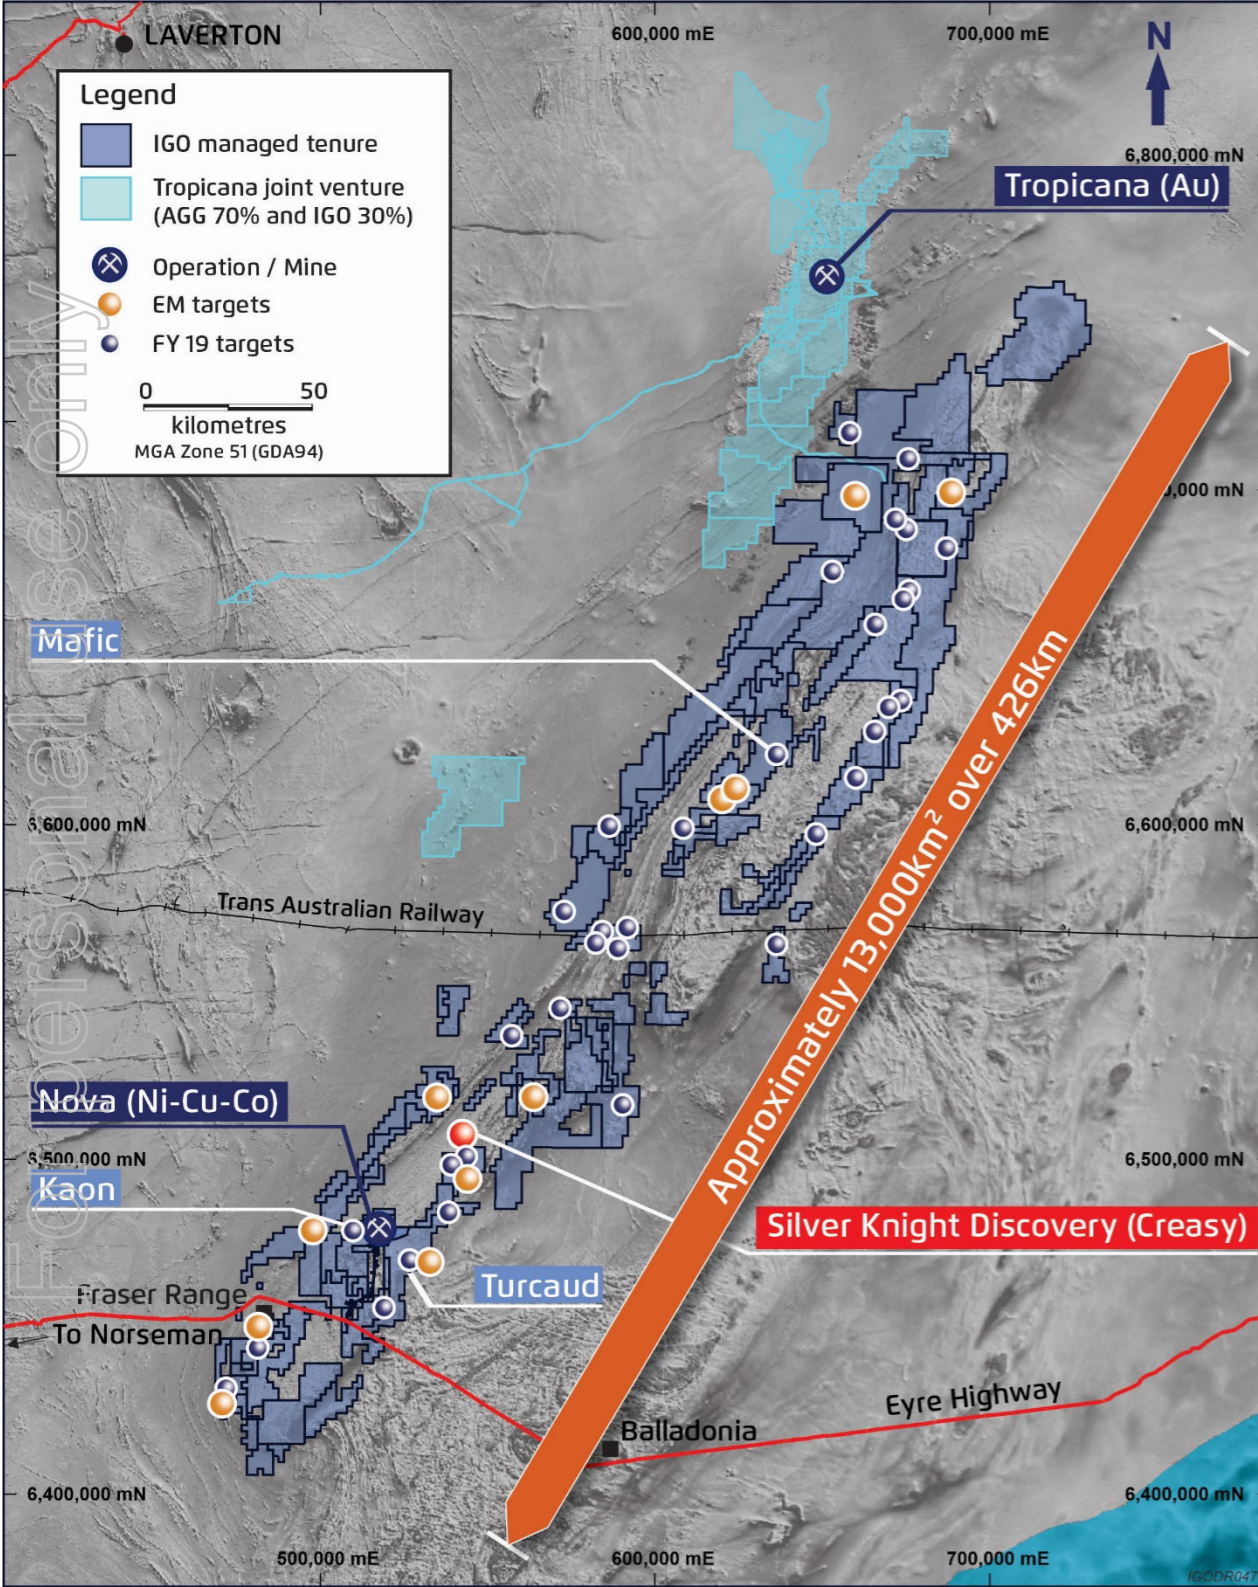 LAVERTON
600,000 mE
700,000 mE
N
Legend
IGO managed tenure
Tropicana joint venture
(AGG 70% and IGO 30%)
Operation / Mine
EM targets
FY 19 targets
0 50
kilometres
MGA Zone 51 (GDA94)
6,800,000 mN
Tropicana (Au)
0,000 mN
For personal use only
Mafic
6,600,000 mN
6,600,000 mN
Trans Australian Railway
Approximately 13,000km² over 426km
Nova (Ni-Cu-Co)
6,500,000 mN
6,500,000 mN
Kaon
Silver Knight Discovery (Creasy)
Turcaud
Fraser Range
To Norseman
Eyre Highway
Balladonia
6,400,000 mN
6,400,000 mN
500,000 mE
600,000 mE
700,000 mE